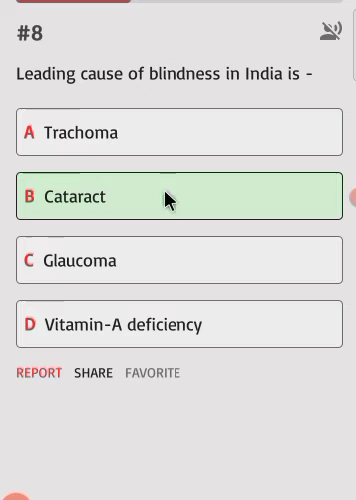 #8
Leading cause of blindness in India is -
A Trachoma
B Cataract
C Glaucoma
D Vitamin-A deficiency
REPORT SHARE FAVORITE